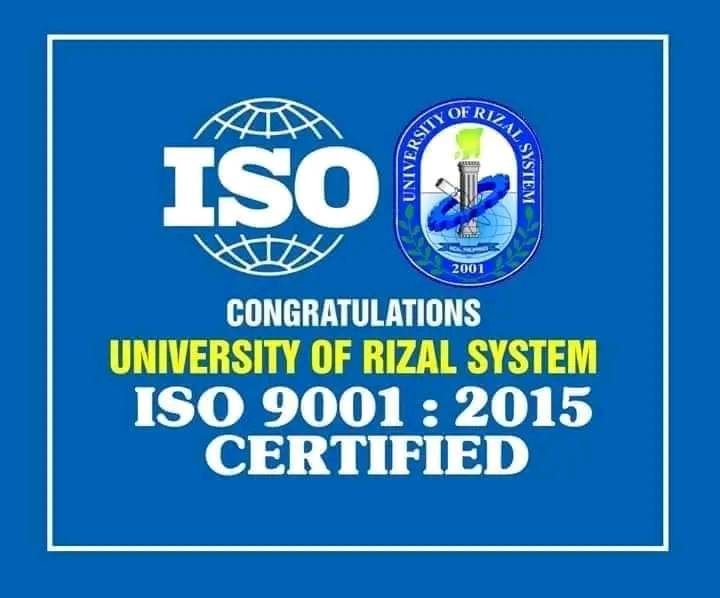 ISO
UNIVERSITY OF RIZAL SYSTEM
2001
CONGRATULATIONS
UNIVERSITY OF RIZAL SYSTEM
ISO 9001 : 2015
CERTIFIED